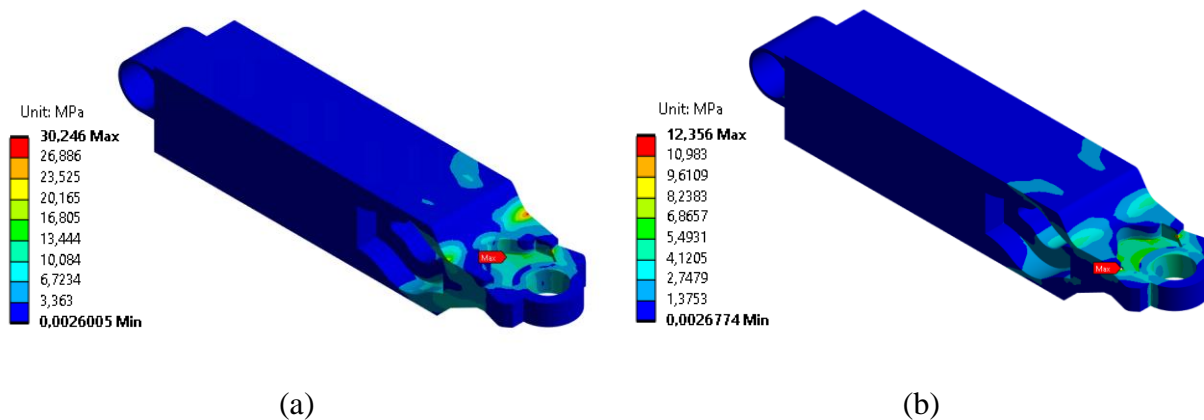 Unit: MPa
30,246 Max
26,886
23,525
20,165
16,805
13,444
10,084
6,7234
3,363
0,0026005 Min
Max
Unit: MPa
12,356 Max
10,983
9,6109
8,2383
6,8657
5,4931
4,1205
2,7479
1,3753
0,0026774 Min
Max
(a)
(b)